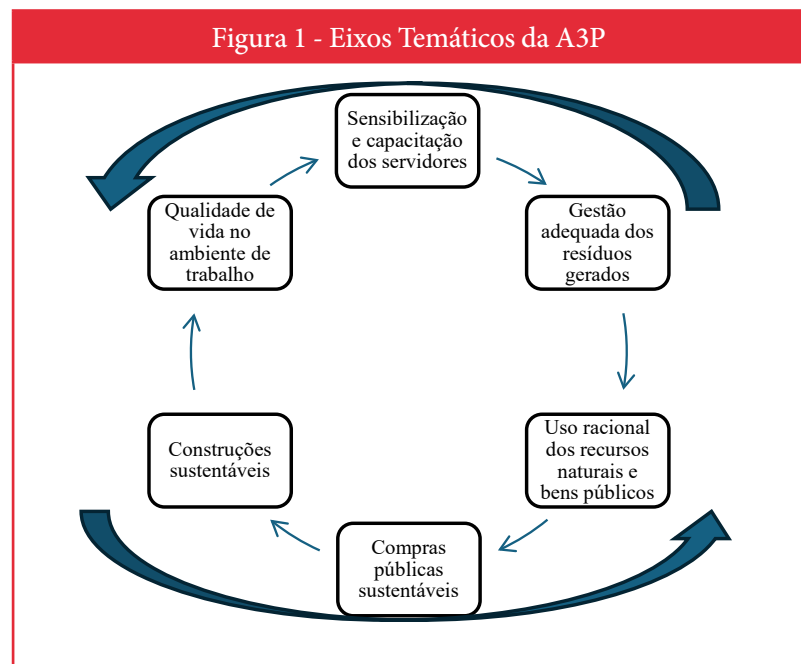 Figura 1 - Eixos Temáticos da A3P
Sensibilização
e capacitação
dos servidores
Gestão
adequada dos
resíduos
gerados
Uso racional
dos recursos
naturais e
bens públicos
Compras
públicas
sustentáveis
Construções
sustentáveis
Qualidade de
vida no
ambiente de
trabalho